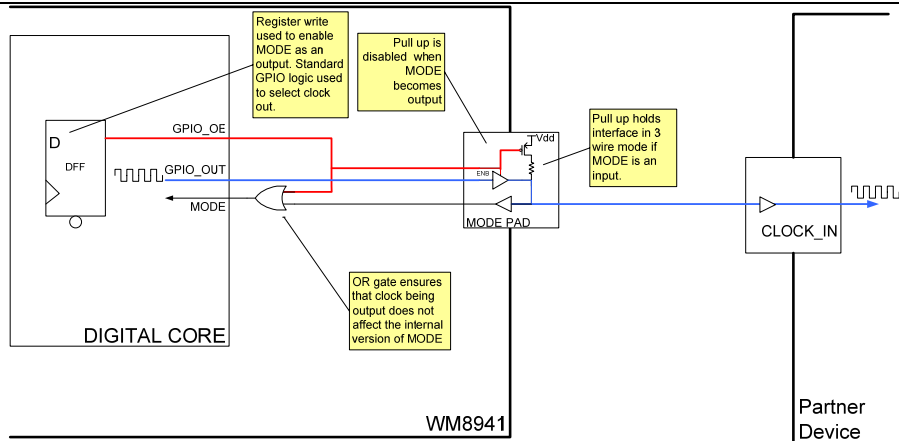 Register write
used to enable
MODE as an
output. Standard
GPIO logic used
to select clock
out.
Pull up is
disabled when
MODE
becomes
output
Pull up holds
interface in 3
wire mode if
MODE is an
input.
GPIO_OE
D
DFF
GPIO_OUT
MODE
Vdd
ENB
MODE PAD
CLOCK_IN
OR gate ensures
that clock being
output does not
affect the internal
version of MODE
DIGITAL CORE
WM8941
Partner
Device